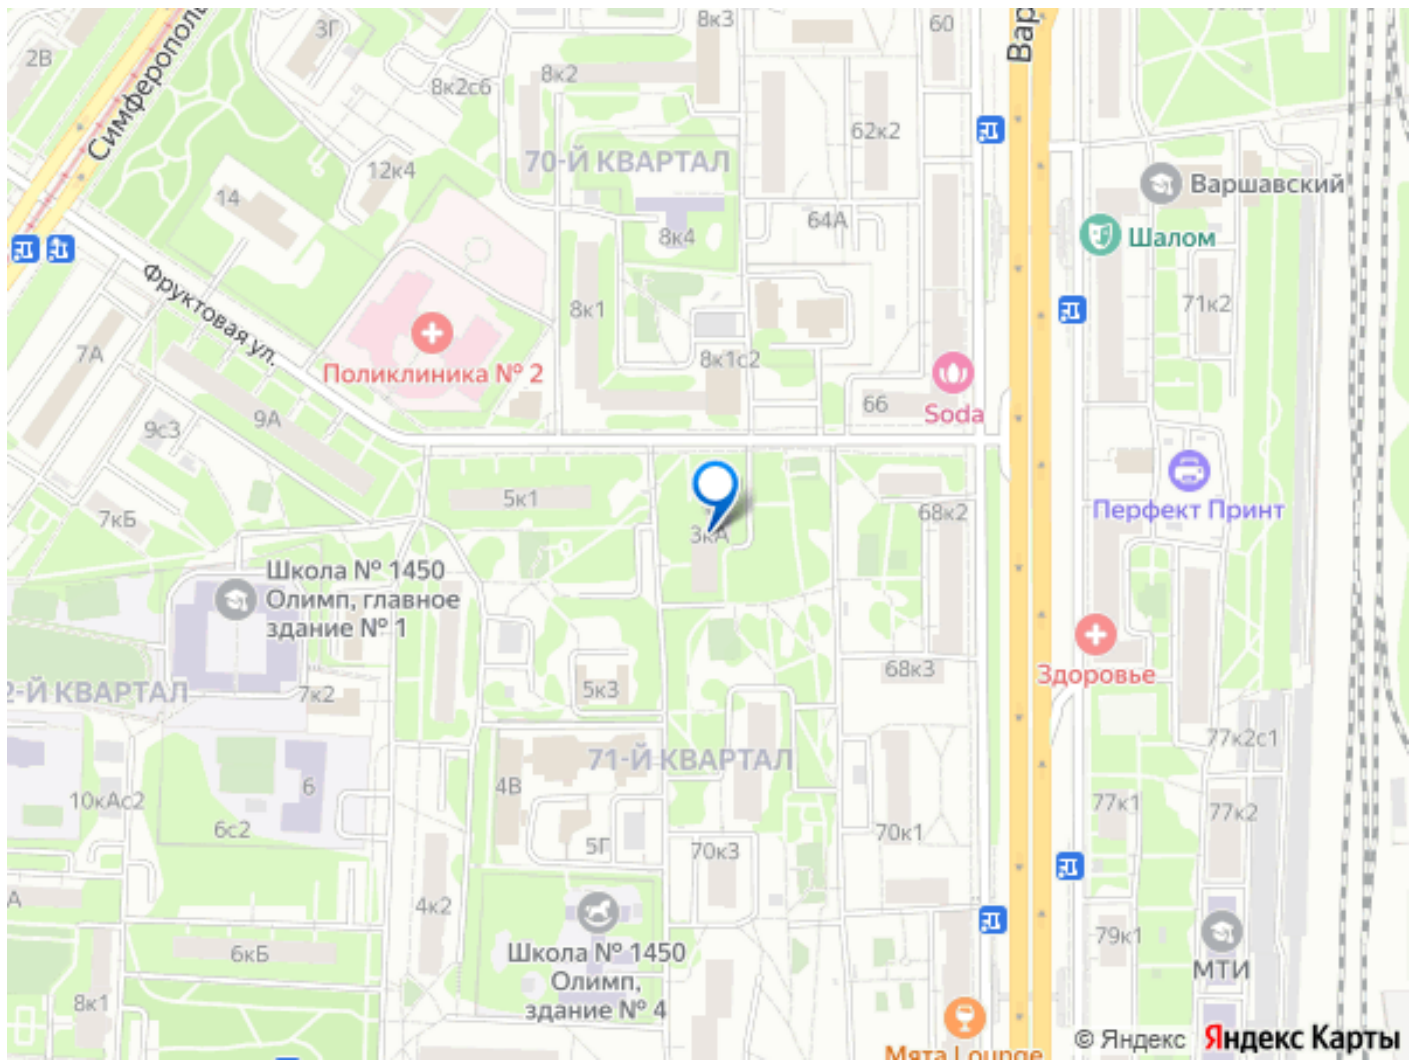 8к3
60
Вар
3Г
2В
Симферополь
8к2
8к2с6
62к2
70-Й КВАРТАЛ
12к4
Варшавский
14
64А
8к4
Шалом
Фруктовая ул.
8к1
71к2
7А
8к1с2
Поликлиника № 2
66
Soda
9А
9с3
5к1
7кБ
68к2
3кА
Перфект Принт
Школа № 1450
Олимп, главное
здание № 1
68к3
Здоровье
5к3
2-Й КВАРТАЛ
7к2
77к2с1
71-Й КВАРТАЛ
4В
6
10кАс2
77к1
77к2
6с2
70к1
5Г
70к3
А
4к2
79к1
6кБ
Школа № 1450
Олимп,
здание № 4
МТИ
8к1
Мята Lounge
© Яндекс Яндекс Карты